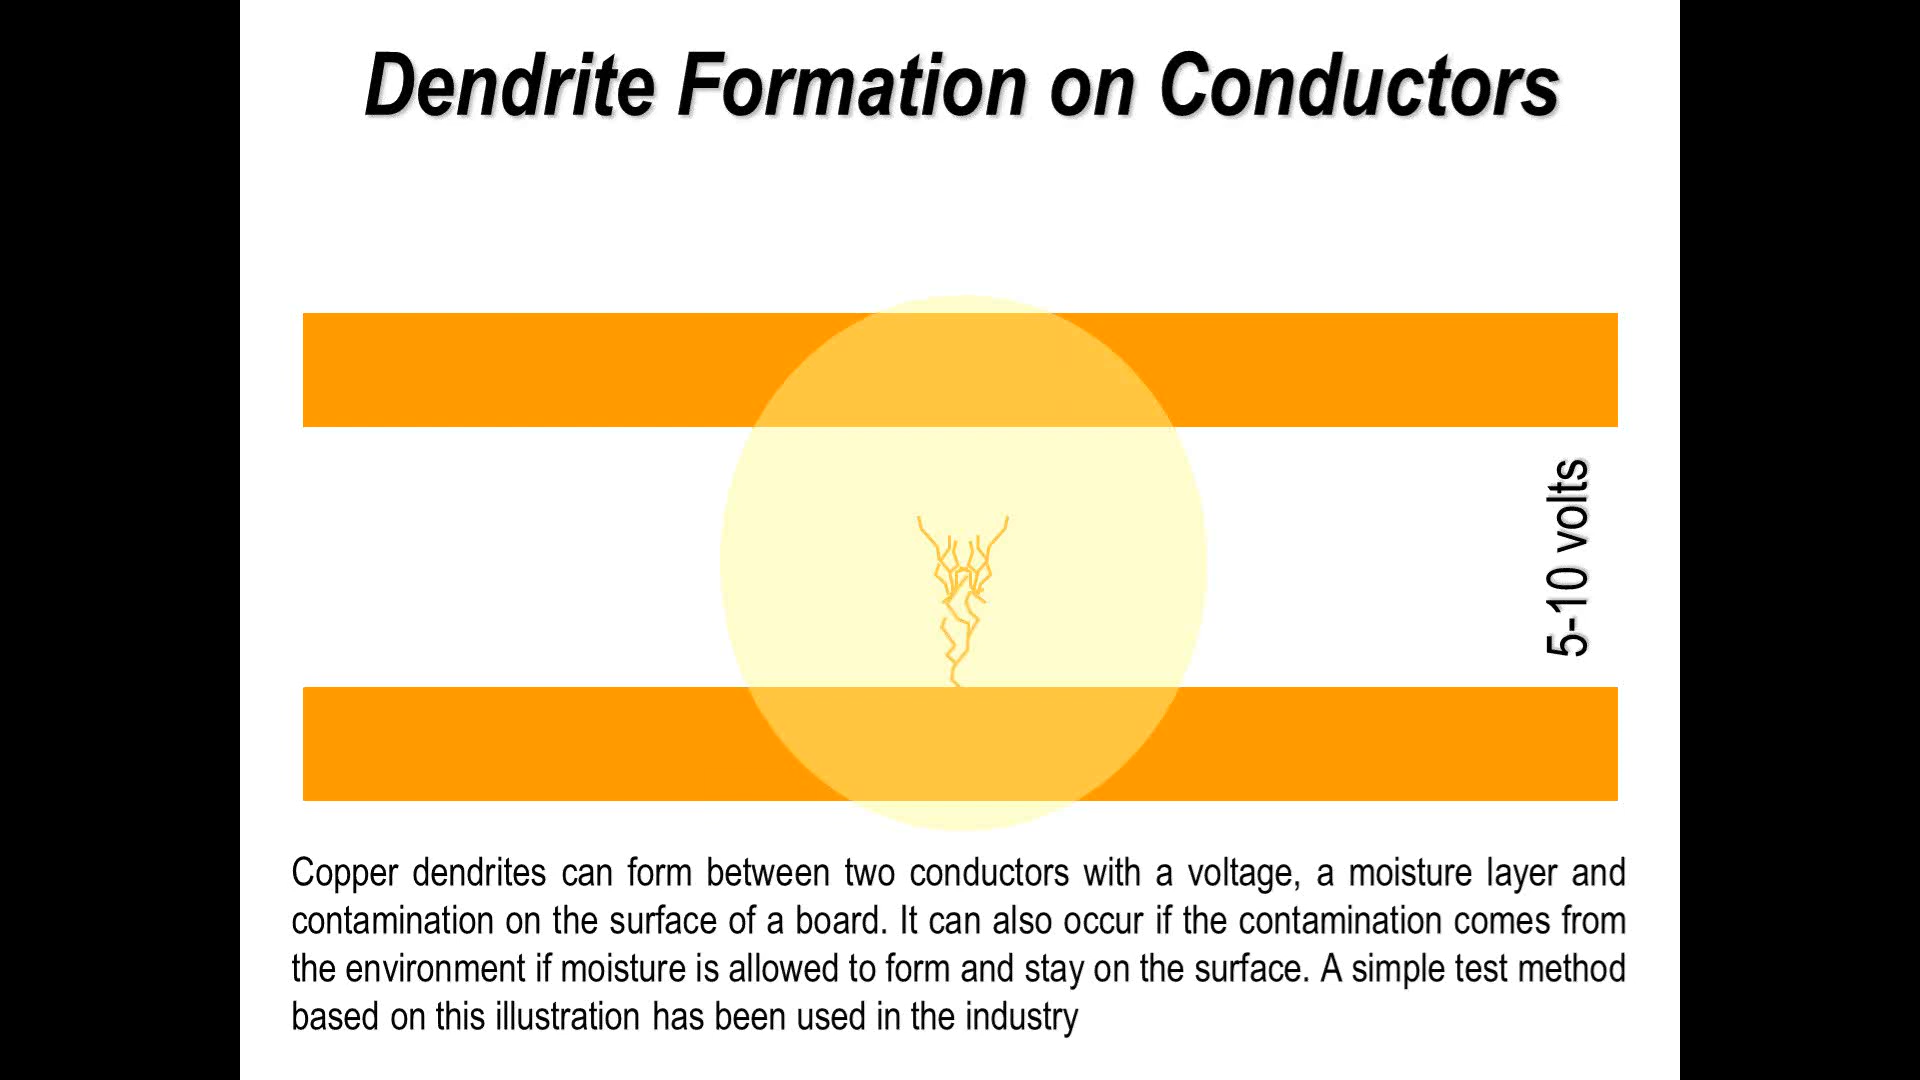 Dendrite Formation on Conductors
5-10 volts
Copper dendrites can form between two conductors with a voltage, a moisture layer and
contamination on the surface of a board. It can also occur if the contamination comes from
the environment if moisture is allowed to form and stay on the surface. A simple test method
based on this illustration has been used in the industry